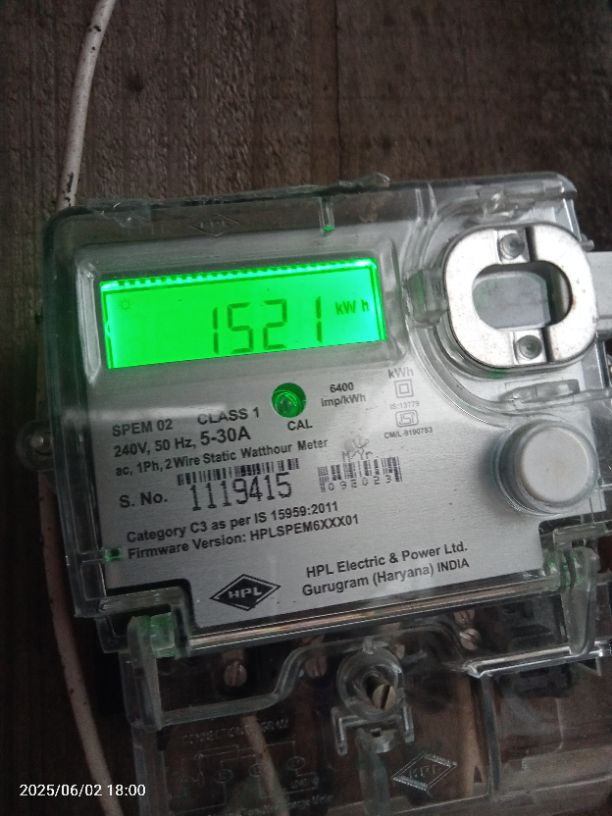 1521 kWh
6400
imp/kWh
kWh
IS:13779
CM/L-9190783
CAL
SPEM 02 CLASS 1
240V, 50 Hz, 5-30A
ac, 1Ph, 2Wire Static Watthour Meter
S. No. 1119415
092023
Category C3 as per IS 15959:2011
Firmware Version: HPLSPEM6XXX01
HPL
HPL Electric & Power Ltd.
Gurugram (Haryana) INDIA
HPL
2025/06/02 18:00